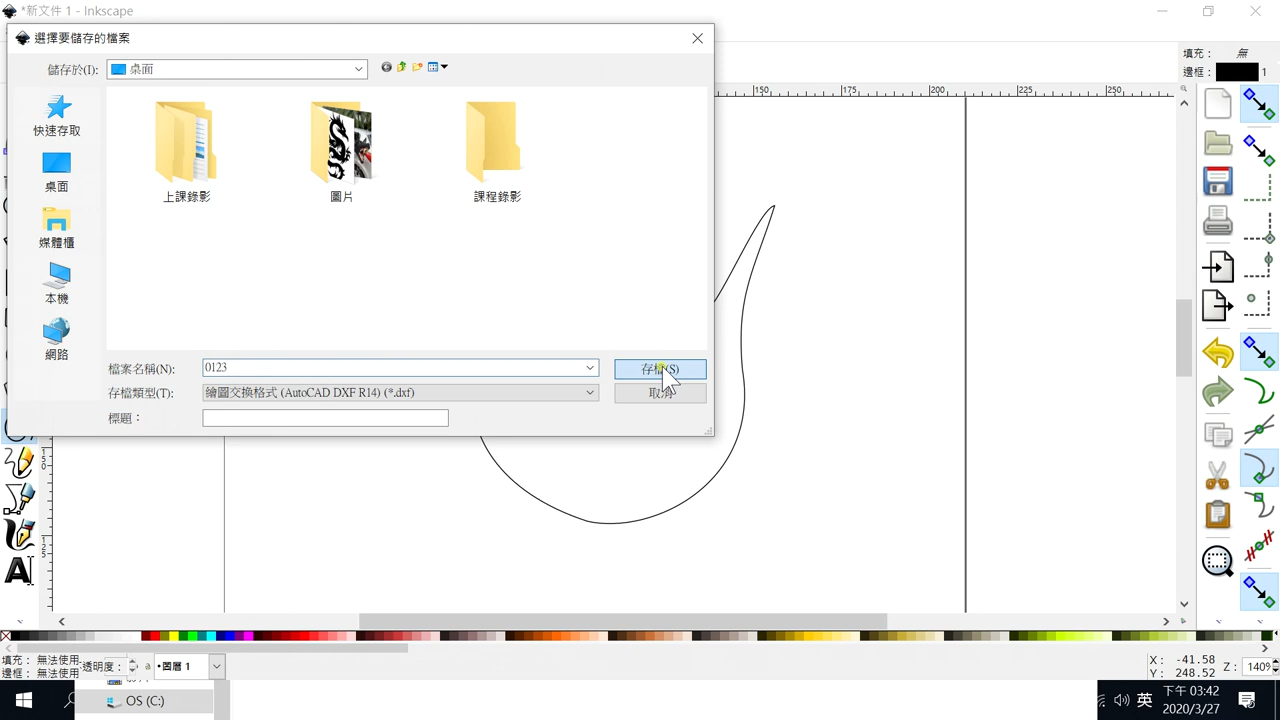 *新文件 1 - Inkscape
選擇要儲存的檔案
儲存於(I):
桌面
快速存取
桌面
媒體櫃
本機
網路
上課錄影
圖片
課程錄影
檔案名稱(N):
0123
存檔(S)
存檔類型(T):
繪圖交換格式 (AutoCAD DXF R14) (*.dxf)
取消
標題：
填充： 無
邊框： 1
150
175
200
225
250
150
125
填充： 無法使用
邊框： 無法使用
透明度：
a
•圖層 1
X: -41.58
Y: 248.52
Z: 140%
OS (C:)
英
下午 03:42
2020/3/27